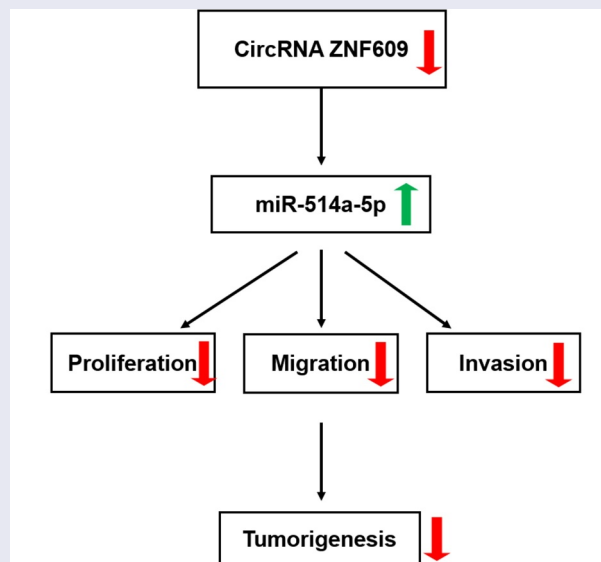 CircRNA ZNF609
miR-514a-5p
Proliferation
Migration
Invasion
Tumorigenesis